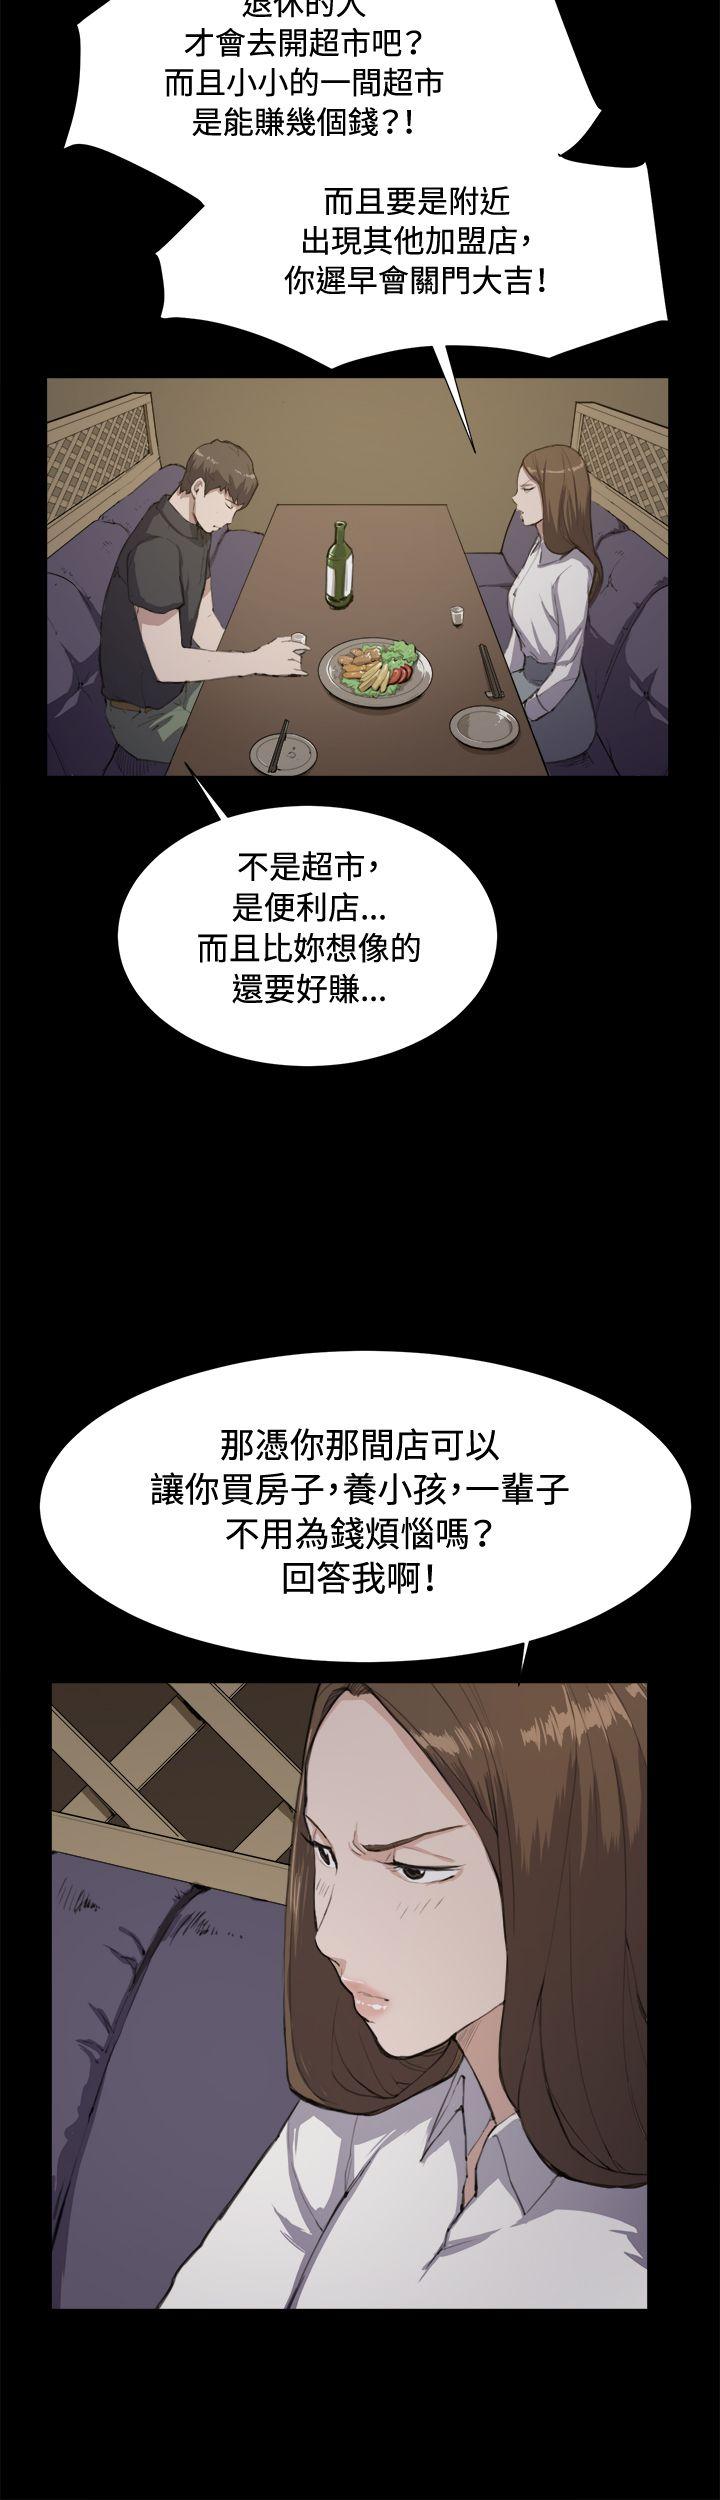 退休的人
才會去開超市吧？
而且小小的一間超市
是能賺幾個錢？！
而且要是附近
出現其他加盟店，
你遲早會關門大吉！
不是超市，
是便利店…
而且比妳想像的
還要好賺…
那憑你那間店可以
讓你買房子，養小孩，一輩子
不用為錢煩惱嗎？
回答我啊！